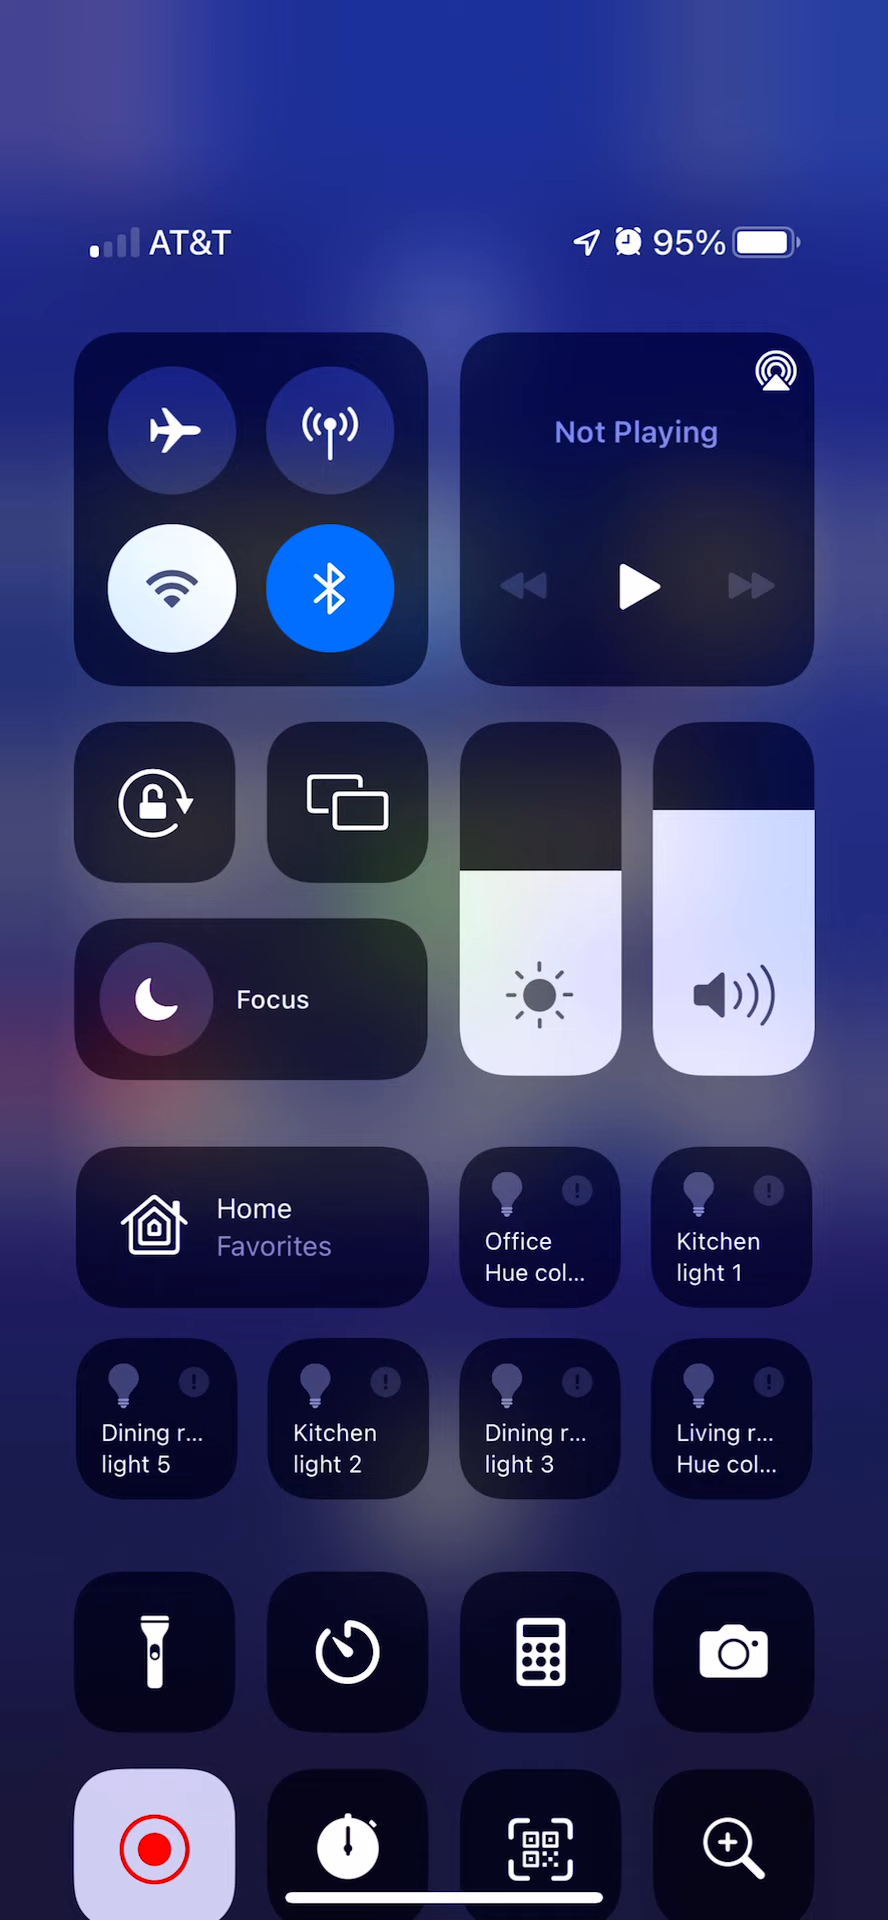 AT&T 95%
Not Playing
Focus
Home
Favorites
Office
Hue col...
Kitchen
light 1
Dining r...
light 5
Kitchen
light 2
Dining r...
light 3
Living r...
Hue col...